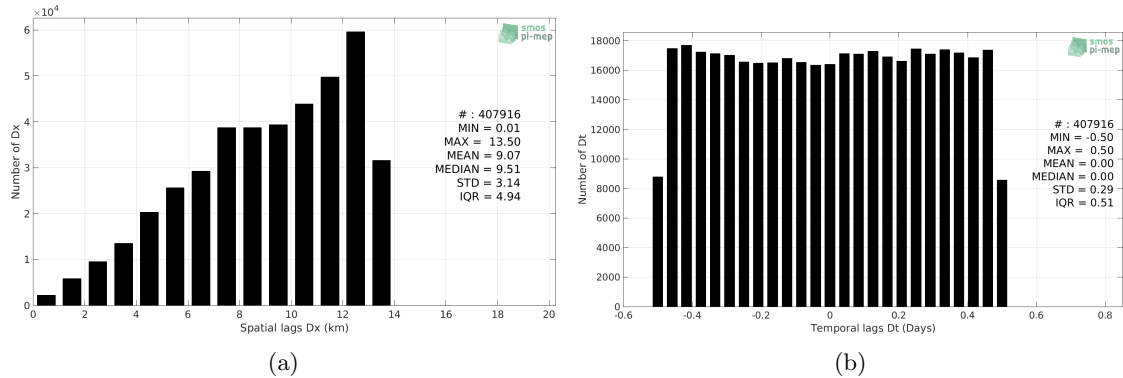 ×10⁴
6
5
4
3
2
1
0
Number of Dx
0 2 4 6 8 10 12 14 16 18 20
Spatial lags Dx (km)
smos
pi-mep
# : 407916
MIN = 0.01
MAX = 13.50
MEAN = 9.07
MEDIAN = 9.51
STD = 3.14
IQR = 4.94
(a)
18000
16000
14000
12000
10000
8000
6000
4000
2000
0
Number of Dt
-0.6 -0.4 -0.2 0 0.2 0.4 0.6 0.8
Temporal lags Dt (Days)
smos
pi-mep
# : 407916
MIN = -0.50
MAX = 0.50
MEAN = 0.00
MEDIAN = 0.00
STD = 0.29
IQR = 0.51
(b)